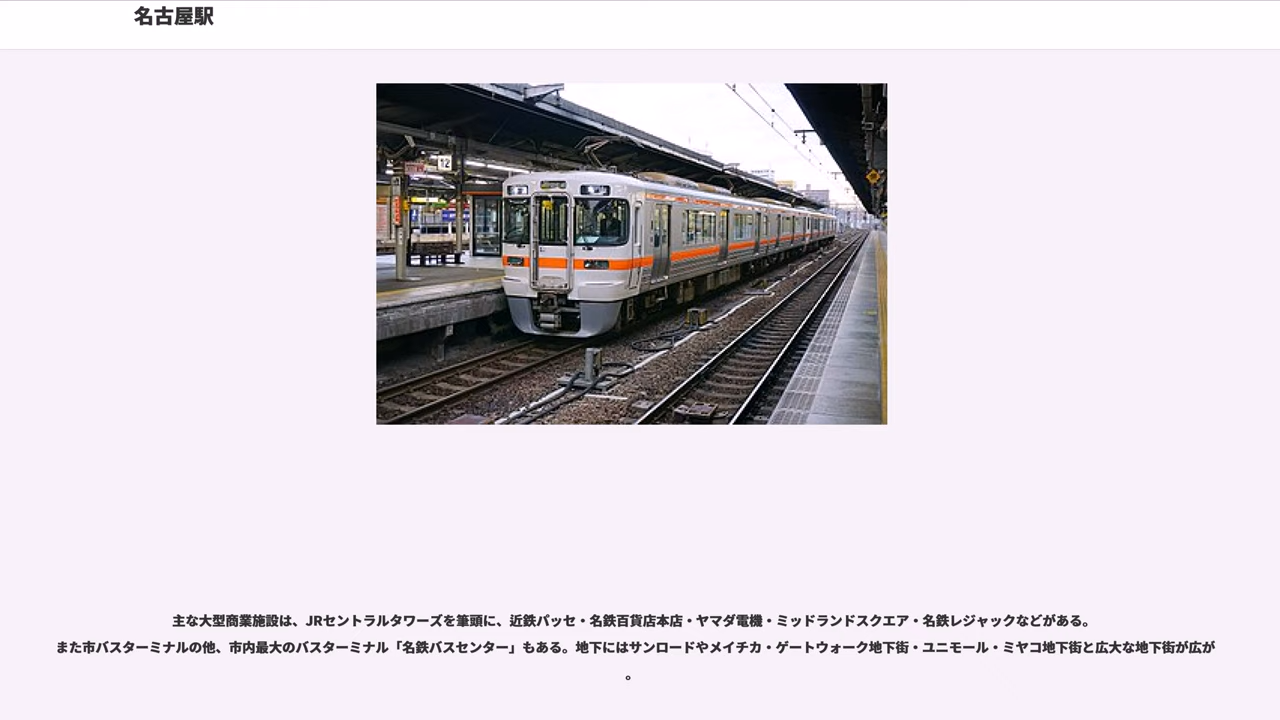 名古屋駅
12
主な大型商業施設は、JRセントラルタワーズを筆頭に、近鉄パッセ・名鉄百貨店本店・ヤマダ電機・ミッドランドスクエア・名鉄レジャックなどがある。
また市バスターミナルの他、市内最大のバスターミナル「名鉄バスセンター」もある。地下にはサンロードやメイチカ・ゲートウォーク地下街・ユニモール・ミヤコ地下街と広大な地下街が広が
。